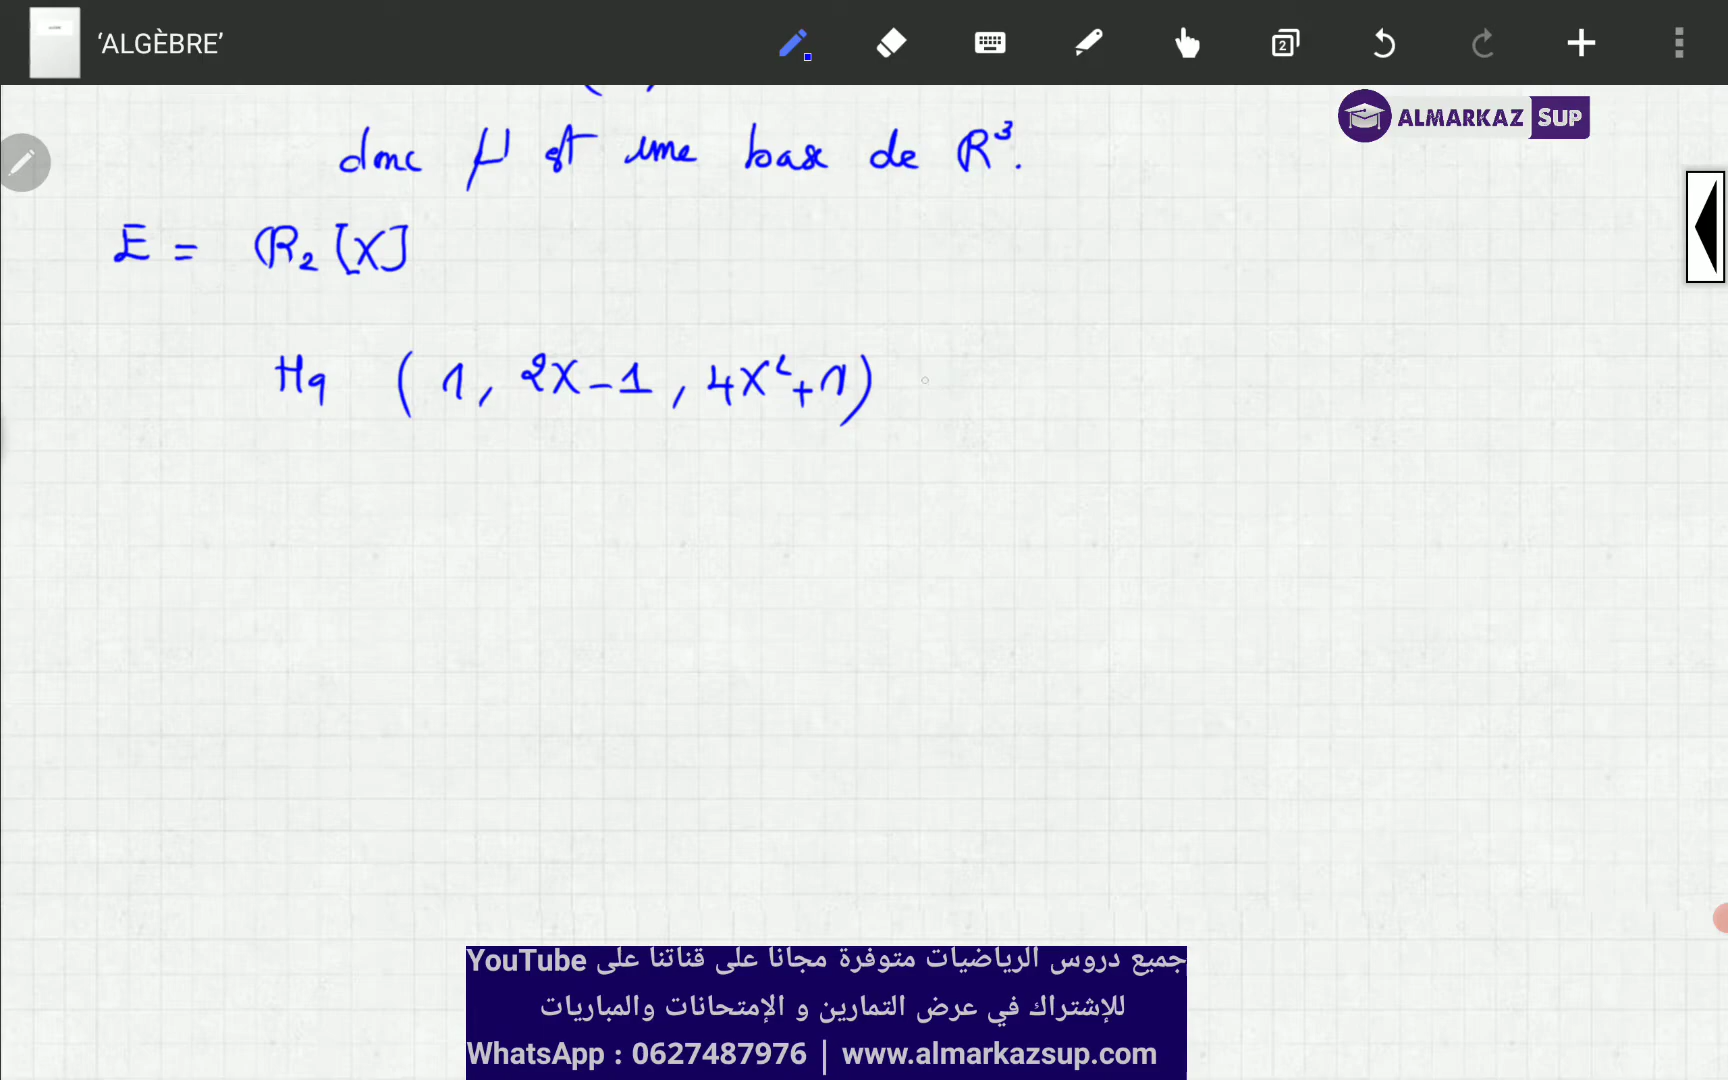 ‘ALGÈBRE’
2
ALMARKAZ SUP
donc H est une base de R³.
E = R₂[X]
Mq (1, 2X-1, 4X²+1)
جميع دروس الرياضيات متوفرة مجانا على قناتنا على YouTube
للإشتراك في عرض التمارين و الإمتحانات والمباريات
WhatsApp : 0627487976 | www.almarkazsup.com